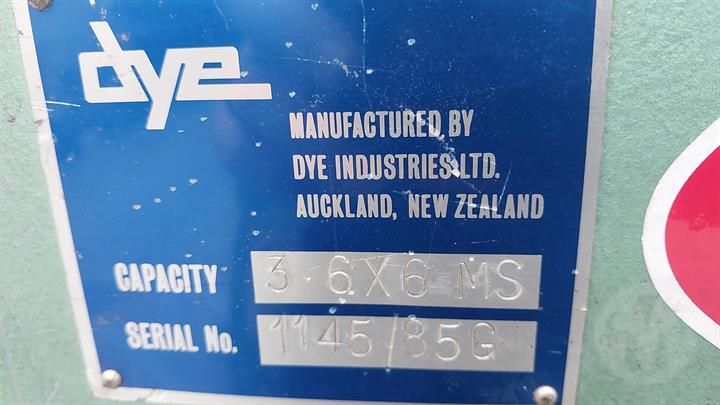 dye
MANUFACTURED BY
DYE INDUSTRIES LTD.
AUCKLAND, NEW ZEALAND
CAPACITY 3 6X6 MS
SERIAL No. 1145/85G